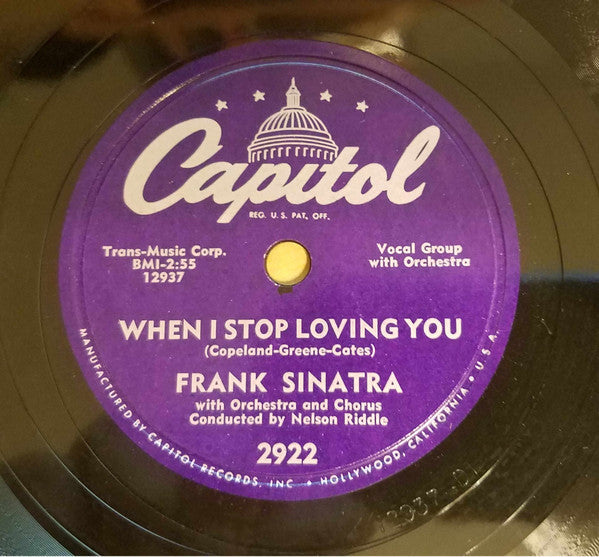 Capitol
REG. U.S. PAT. OFF.
Trans-Music Corp.
BMI-2:55
12937
Vocal Group
with Orchestra
WHEN I STOP LOVING YOU
(Copeland-Greene-Cates)
FRANK SINATRA
with Orchestra and Chorus
Conducted by Nelson Riddle
2922
MANUFACTURED BY CAPITOL RECORDS, INC • HOLLYWOOD, CALIFORNIA • U.S.A.